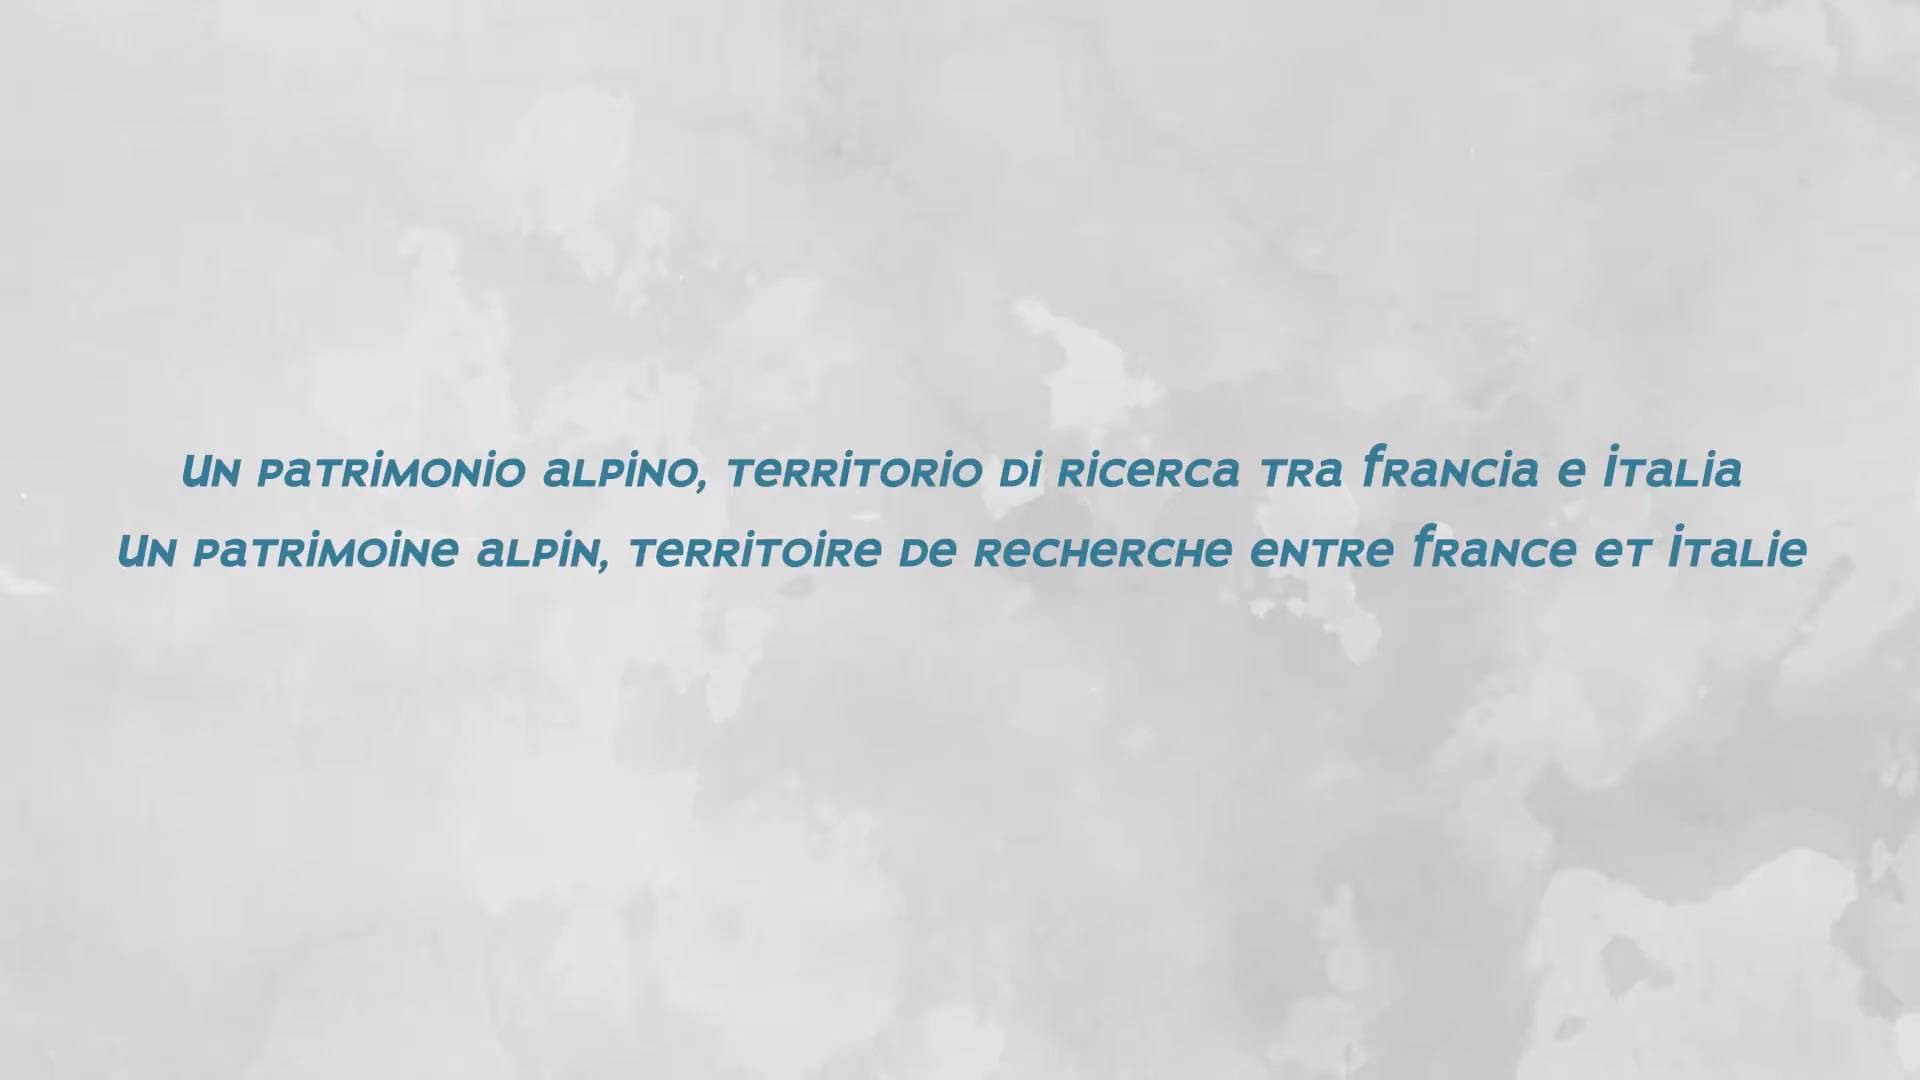 Un patrimonio alpino, territorio di ricerca tra Francia e Italia
Un patrimoine alpin, territoire de recherche entre France et Italie